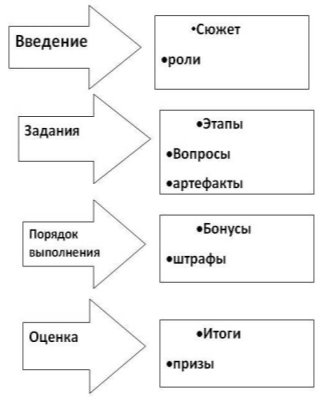 Введение
•Сюжет
•роли
Задания
•Этапы
•Вопросы
•артефакты
Порядок
выполнения
•Бонусы
•штрафы
Оценка
•Итоги
•призы